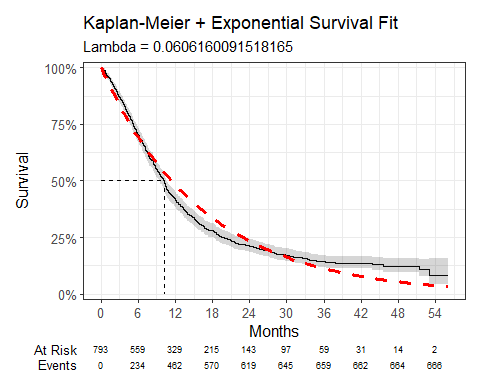 Kaplan-Meier + Exponential Survival Fit
Lambda = 0.0606160091518165
100%
75%
50%
25%
0%
Survival
0 6 12 18 24 30 36 42 48 54
Months
At Risk 793 559 329 215 143 97 59 31 14 2
Events 0 234 462 570 619 645 659 662 664 666